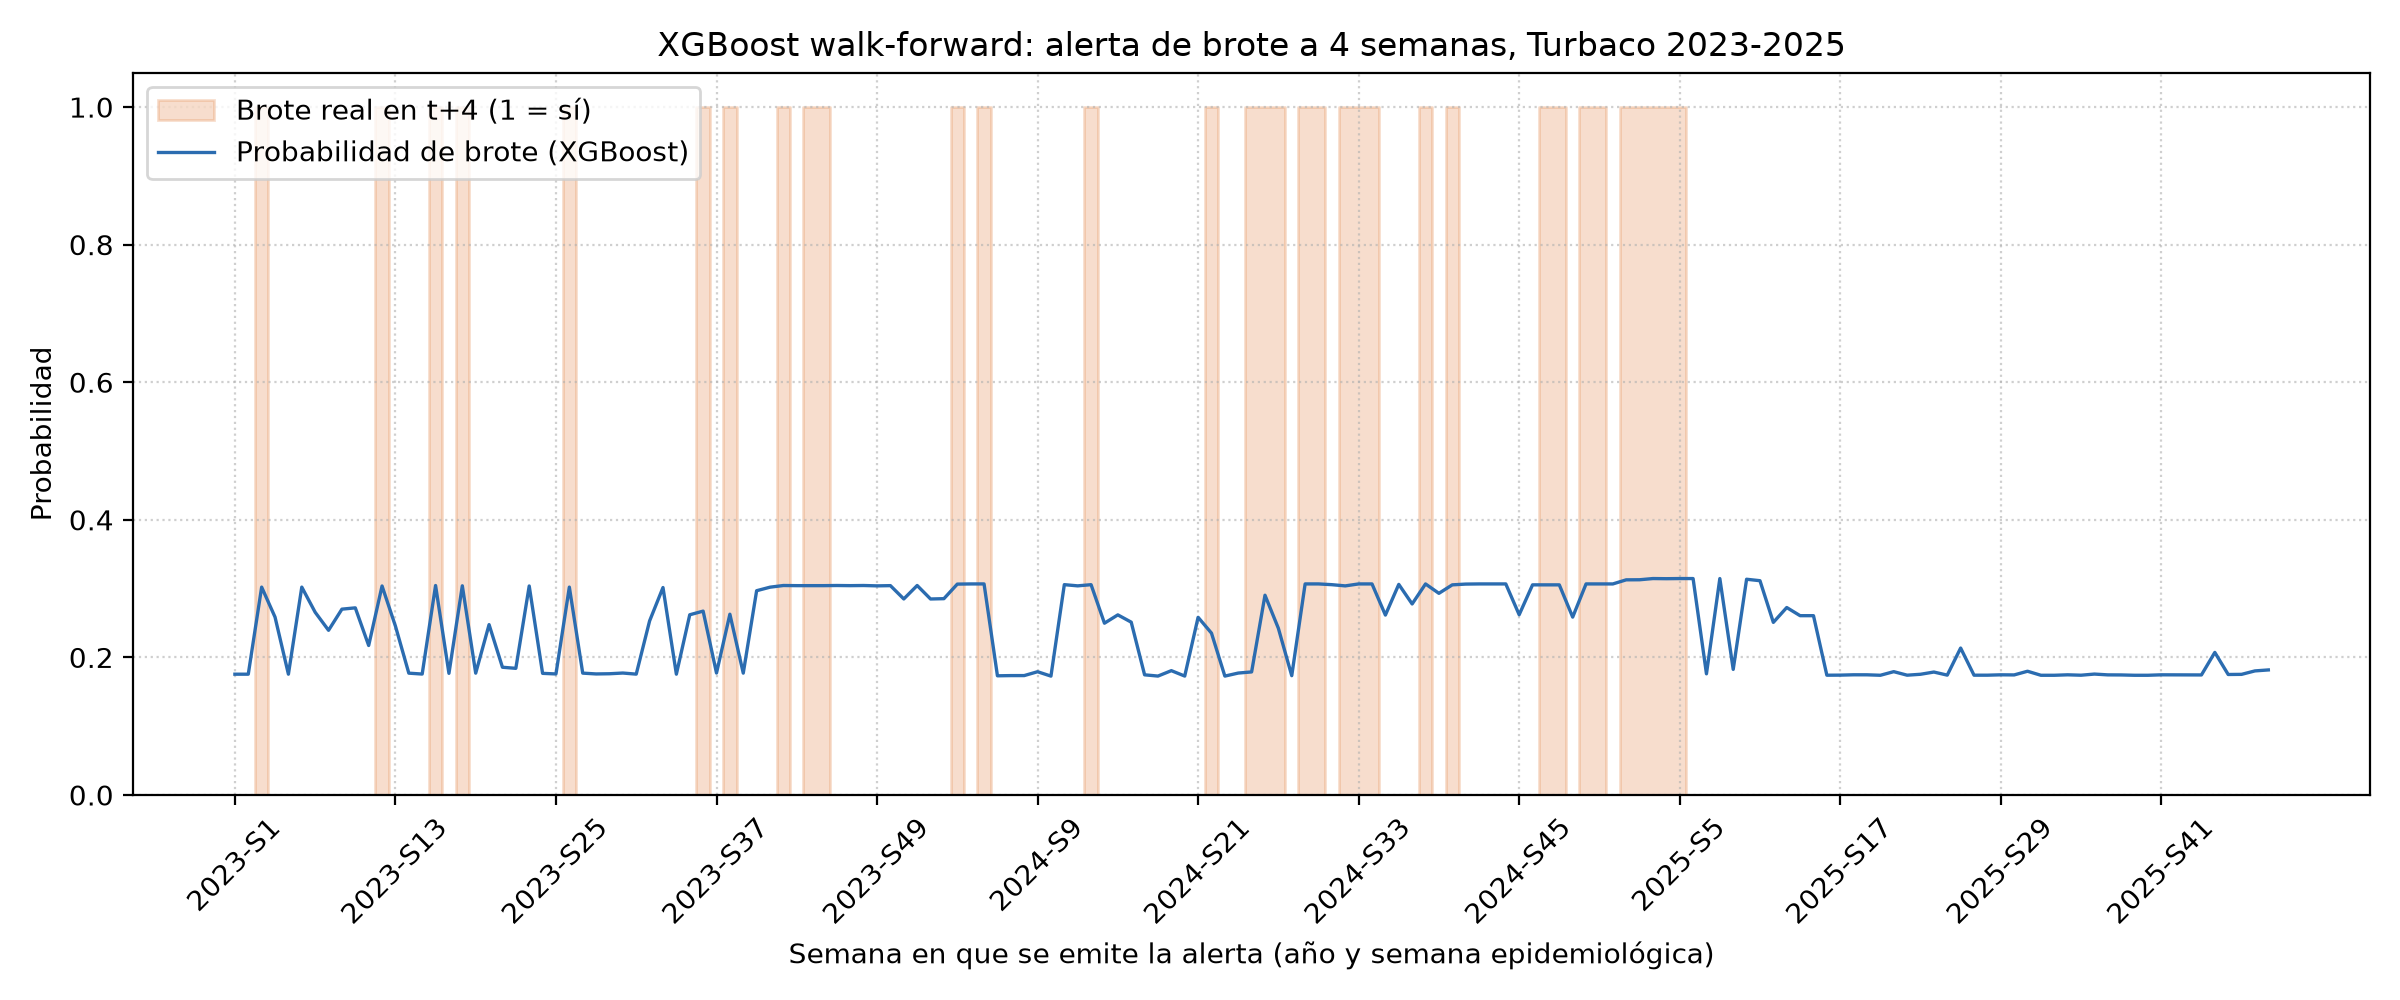 XGBoost walk-forward: alerta de brote a 4 semanas, Turbaco 2023-2025
Brote real en t+4 (1 = sí)
Probabilidad de brote (XGBoost)
Probabilidad
1.0
0.8
0.6
0.4
0.2
0.0
2023-S1
2023-S13
2023-S25
2023-S37
2023-S49
2024-S9
2024-S21
2024-S33
2024-S45
2025-S5
2025-S17
2025-S29
2025-S41
Semana en que se emite la alerta (año y semana epidemiológica)